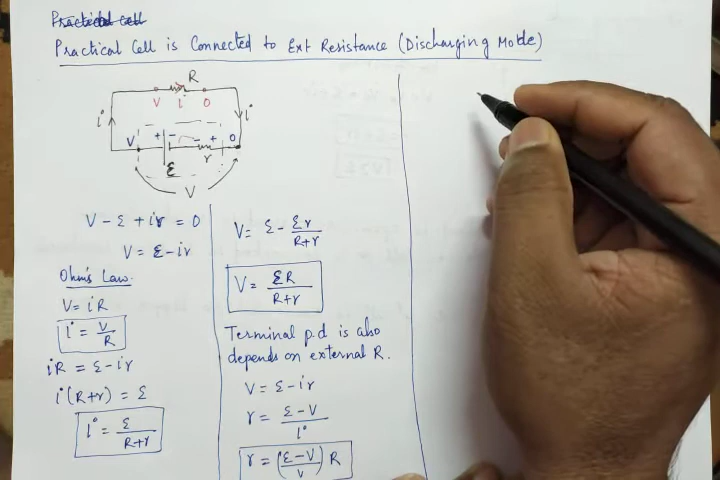 Practical cell
Practical Cell is Connected to Ext Resistance (Discharging Mode)
R
V i 0
i i
V + - - + 0
ε r
V
V - ε + ir = 0
V = ε - ir
Ohm's Law.
V = iR
i = V/R
iR = ε - ir
i(R+r) = ε
i = ε/(R+r)
V = ε - εr/(R+r)
V = εR/(R+r)
Terminal p.d is also
depends on external R.
V = ε - ir
r = (ε - V)/i
r = ((ε - V)/V) R